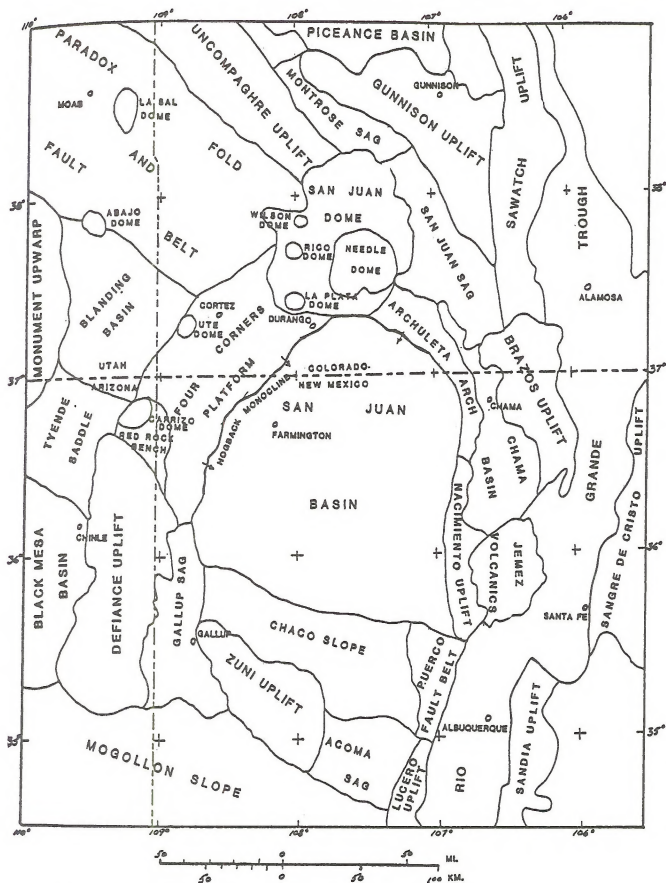 110°
109°
108°
107°
106°
PARADOX
FAULT AND FOLD
BELT
MOAB
LA SAL
DOME
UNCOMPAGHRE UPLIFT
PICEANCE BASIN
MONTROSE SAG
GUNNISON
GUNNISON UPLIFT
SAWATCH UPLIFT
38°
38°
ABAJO
DOME
SAN JUAN
DOME
WILSON
DOME
RICO
DOME
NEEDLE
DOME
LA PLATA
DOME
SAN JUAN SAG
TROUGH
ALAMOSA
MONUMENT UPWARP
BLANDING
BASIN
CORTEZ
UTE
DOME
DURANGO
FOUR CORNERS
PLATFORM
ARCHULETA
ARCH
BRAZOS UPLIFT
37°
UTAH
ARIZONA
COLORADO
NEW MEXICO
37°
HOGBACK MONOCLINE
SAN JUAN
BASIN
FARMINGTON
CHAMA
CHAMA
BASIN
TYENDE
SADDLE
CARRIZO
DOME
RED ROCK
BENCH
GRANDE
SANGRE DE CRISTO UPLIFT
36°
36°
BLACK MESA
BASIN
CHINLE
DEFIANCE UPLIFT
GALLUP SAG
NACIMIENTO UPLIFT
JEMEZ
VOLCANICS
SANTA FE
GALLUP
CHACO SLOPE
ZUNI UPLIFT
PUERCO
FAULT BELT
ALBUQUERQUE
35°
35°
MOGOLLON SLOPE
ACOMA
SAG
LUCERO
UPLIFT
RIO
SANDIA UPLIFT
110°
109°
108°
107°
106°
50 0 50 MI.
50 0 50 100 KM.